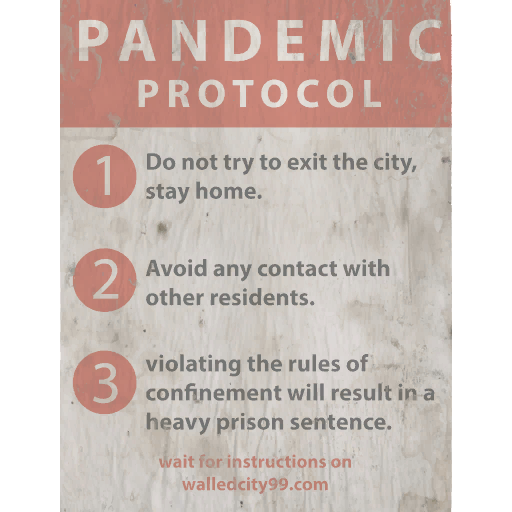 PANDEMIC
PROTOCOL
1 Do not try to exit the city,
stay home.
2 Avoid any contact with
other residents.
3 violating the rules of
confinement will result in a
heavy prison sentence.
wait for instructions on
walledcity99.com